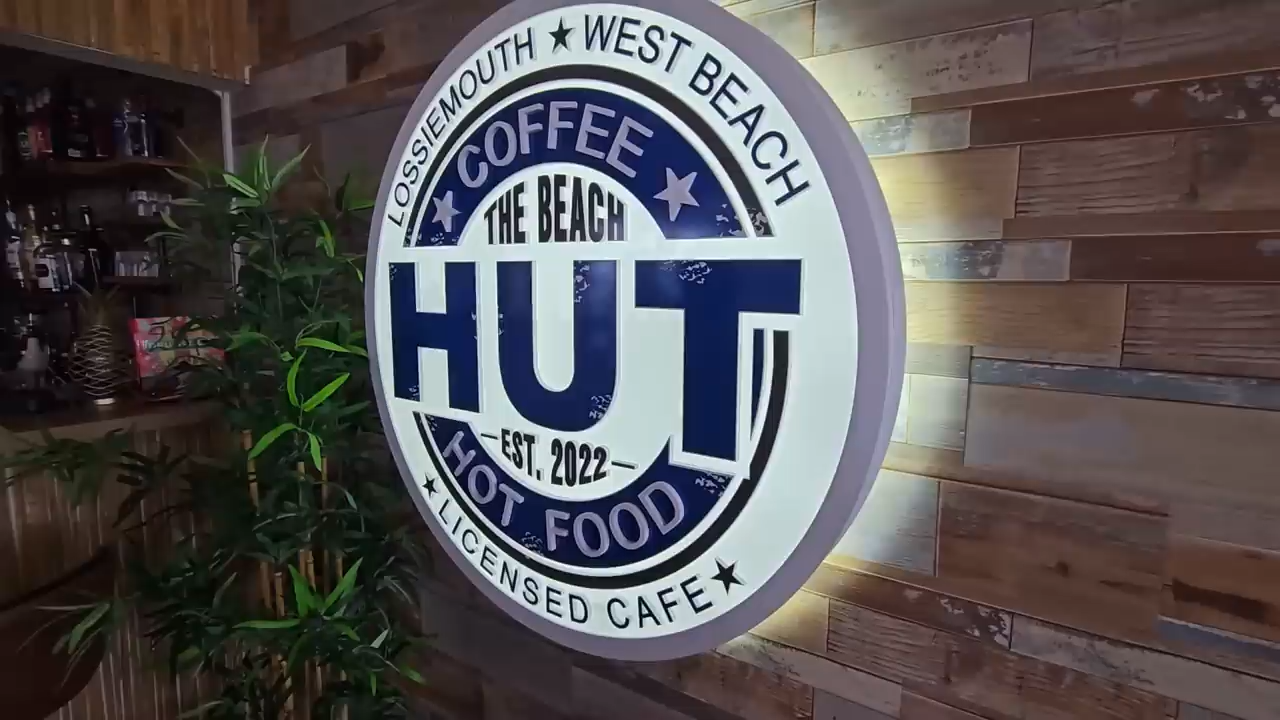 LOSSIEMOUTH ★ WEST BEACH
COFFEE
THE BEACH
HUT
EST. 2022
HOT FOOD
LICENSED CAFE